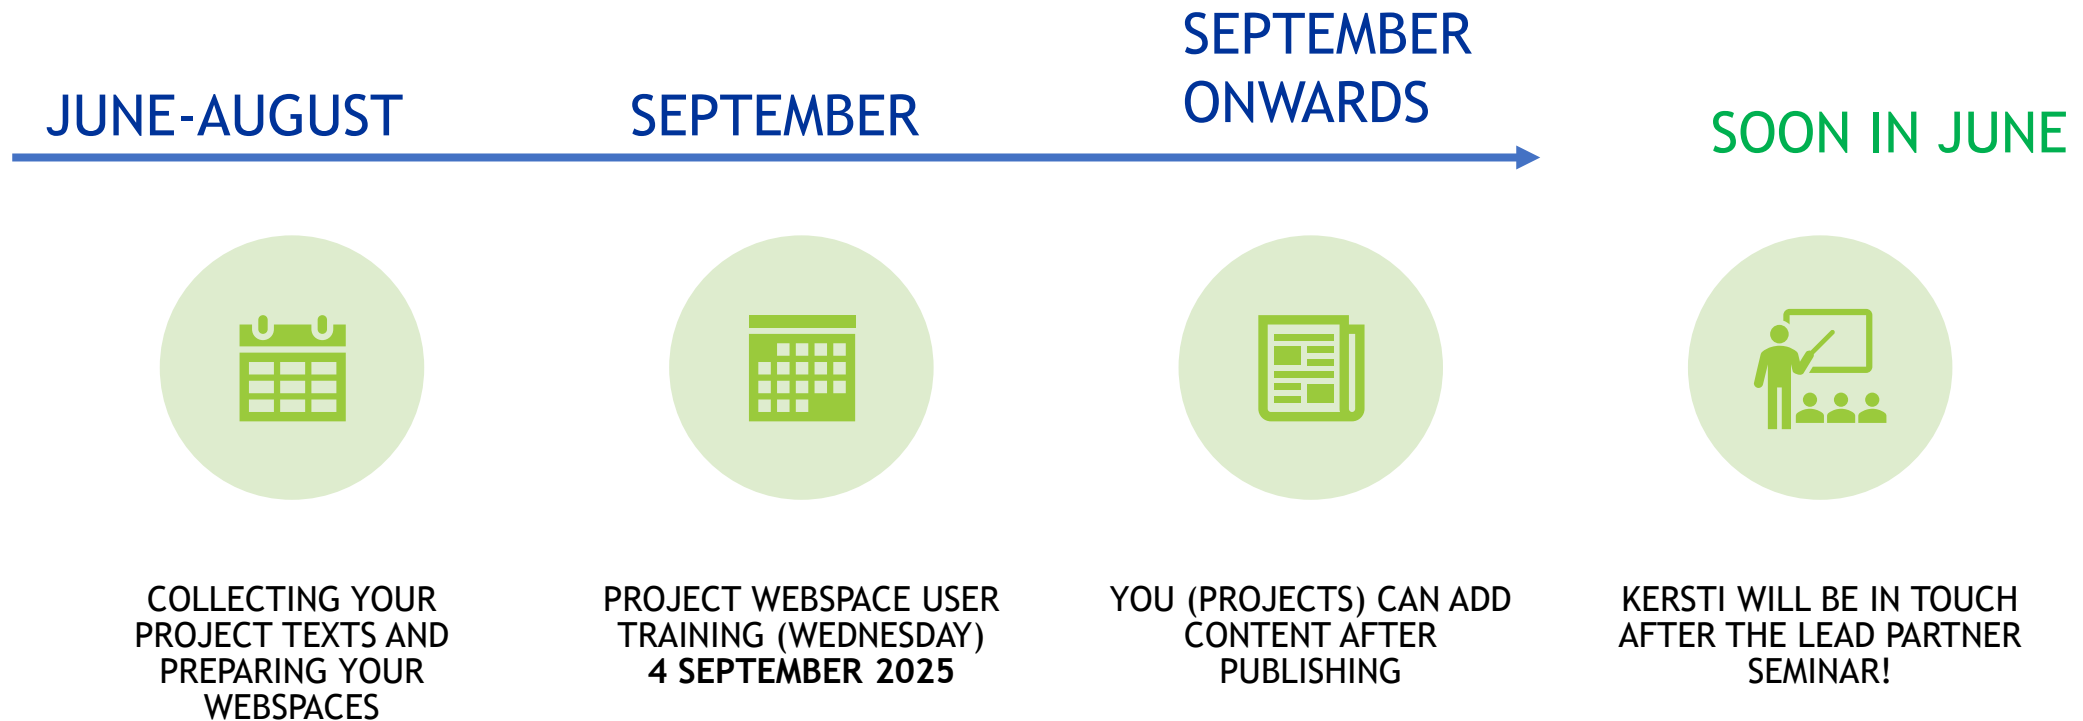 JUNE-AUGUST
SEPTEMBER
SEPTEMBER
ONWARDS
SOON IN JUNE
COLLECTING YOUR
PROJECT TEXTS AND
PREPARING YOUR
WEBSPACES
PROJECT WEBSPACE USER
TRAINING (WEDNESDAY)
4 SEPTEMBER 2025
YOU (PROJECTS) CAN ADD
CONTENT AFTER
PUBLISHING
KERSTI WILL BE IN TOUCH
AFTER THE LEAD PARTNER
SEMINAR!